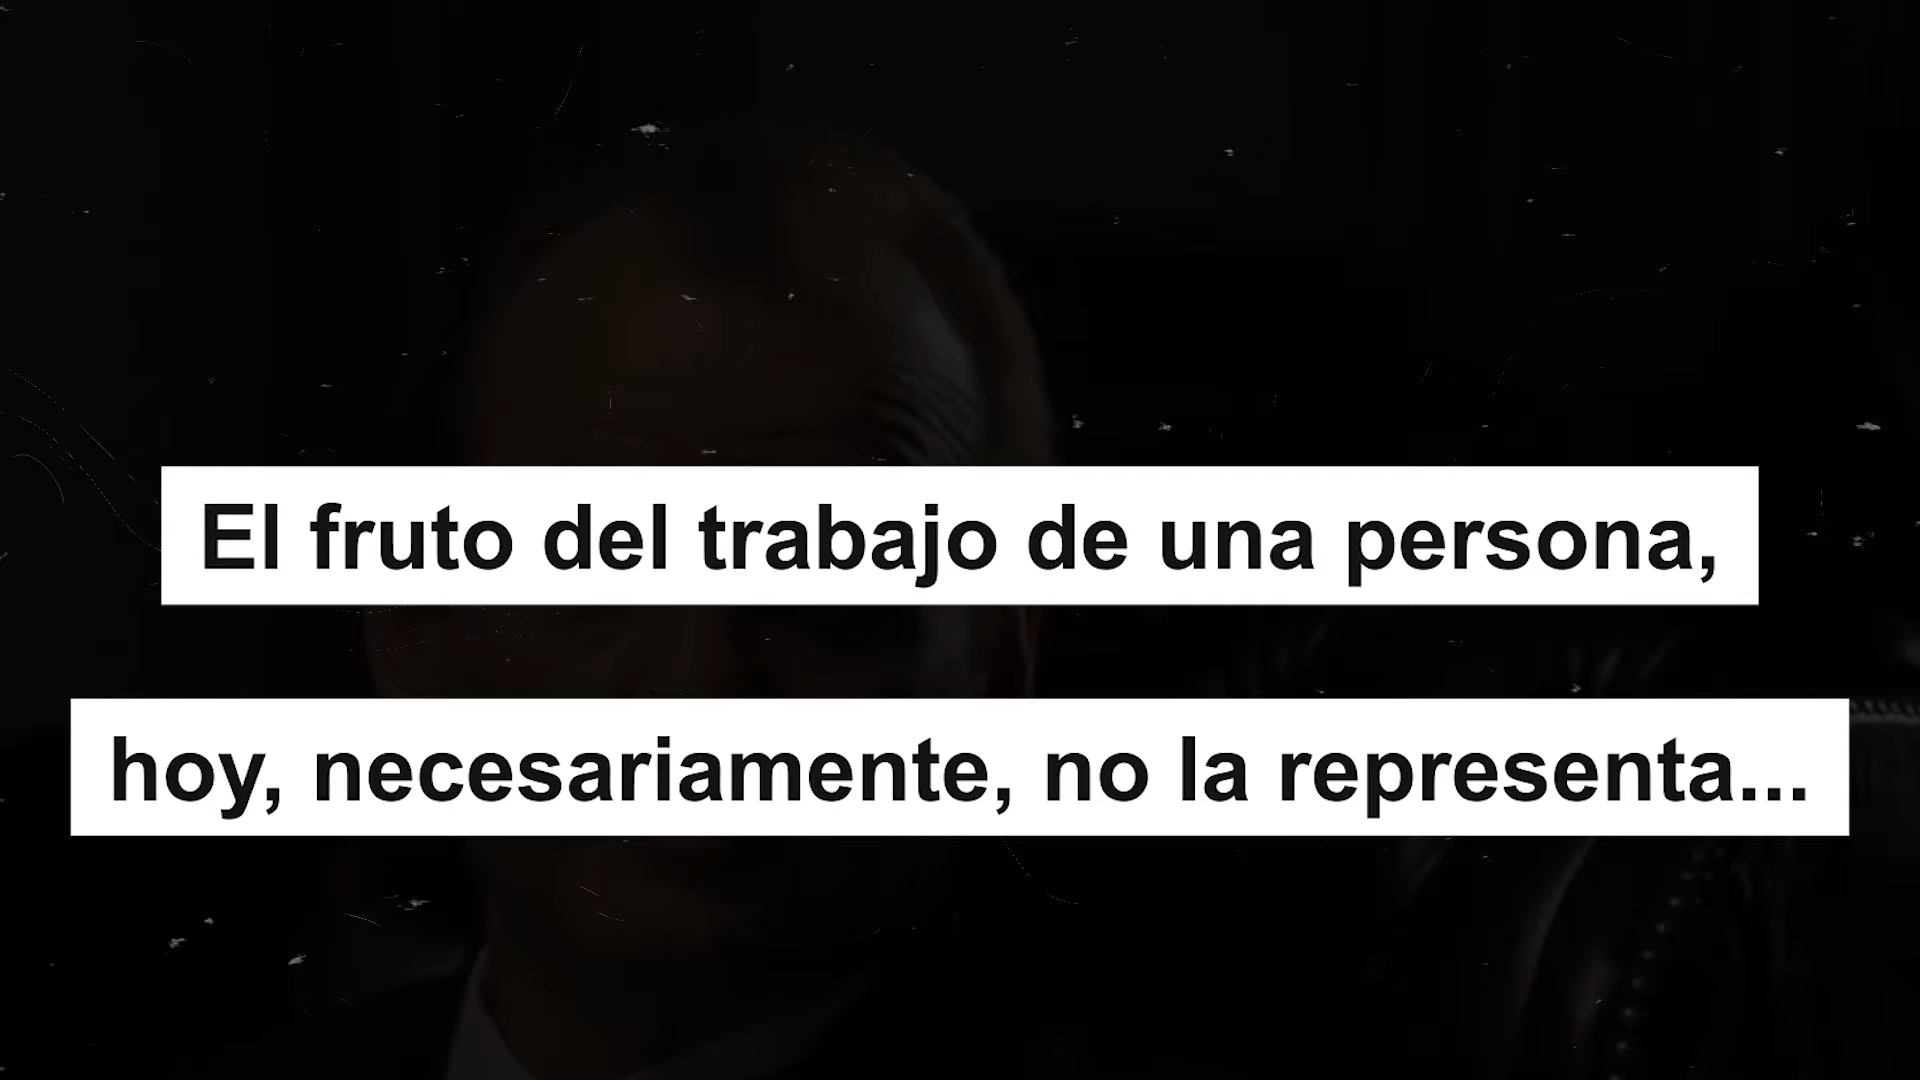 El fruto del trabajo de una persona,
hoy, necesariamente, no la representa...